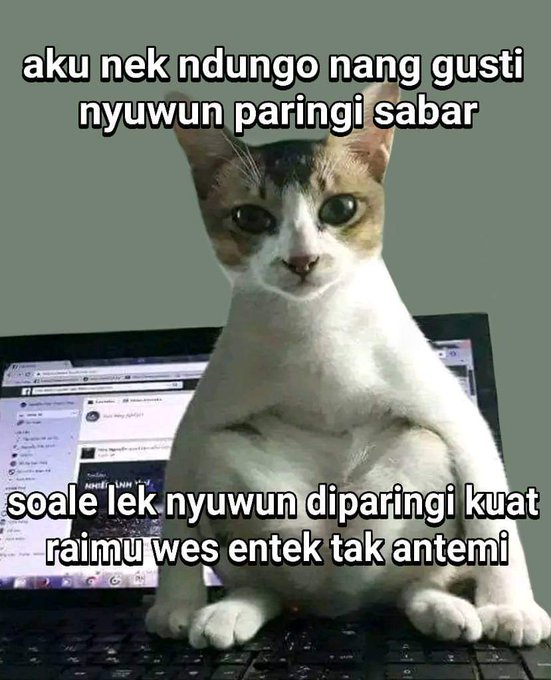 aku nek ndungo nang gusti
nyuwun paringi sabar
soale lek nyuwun diparingi kuat
raimu wes entek tak antemi